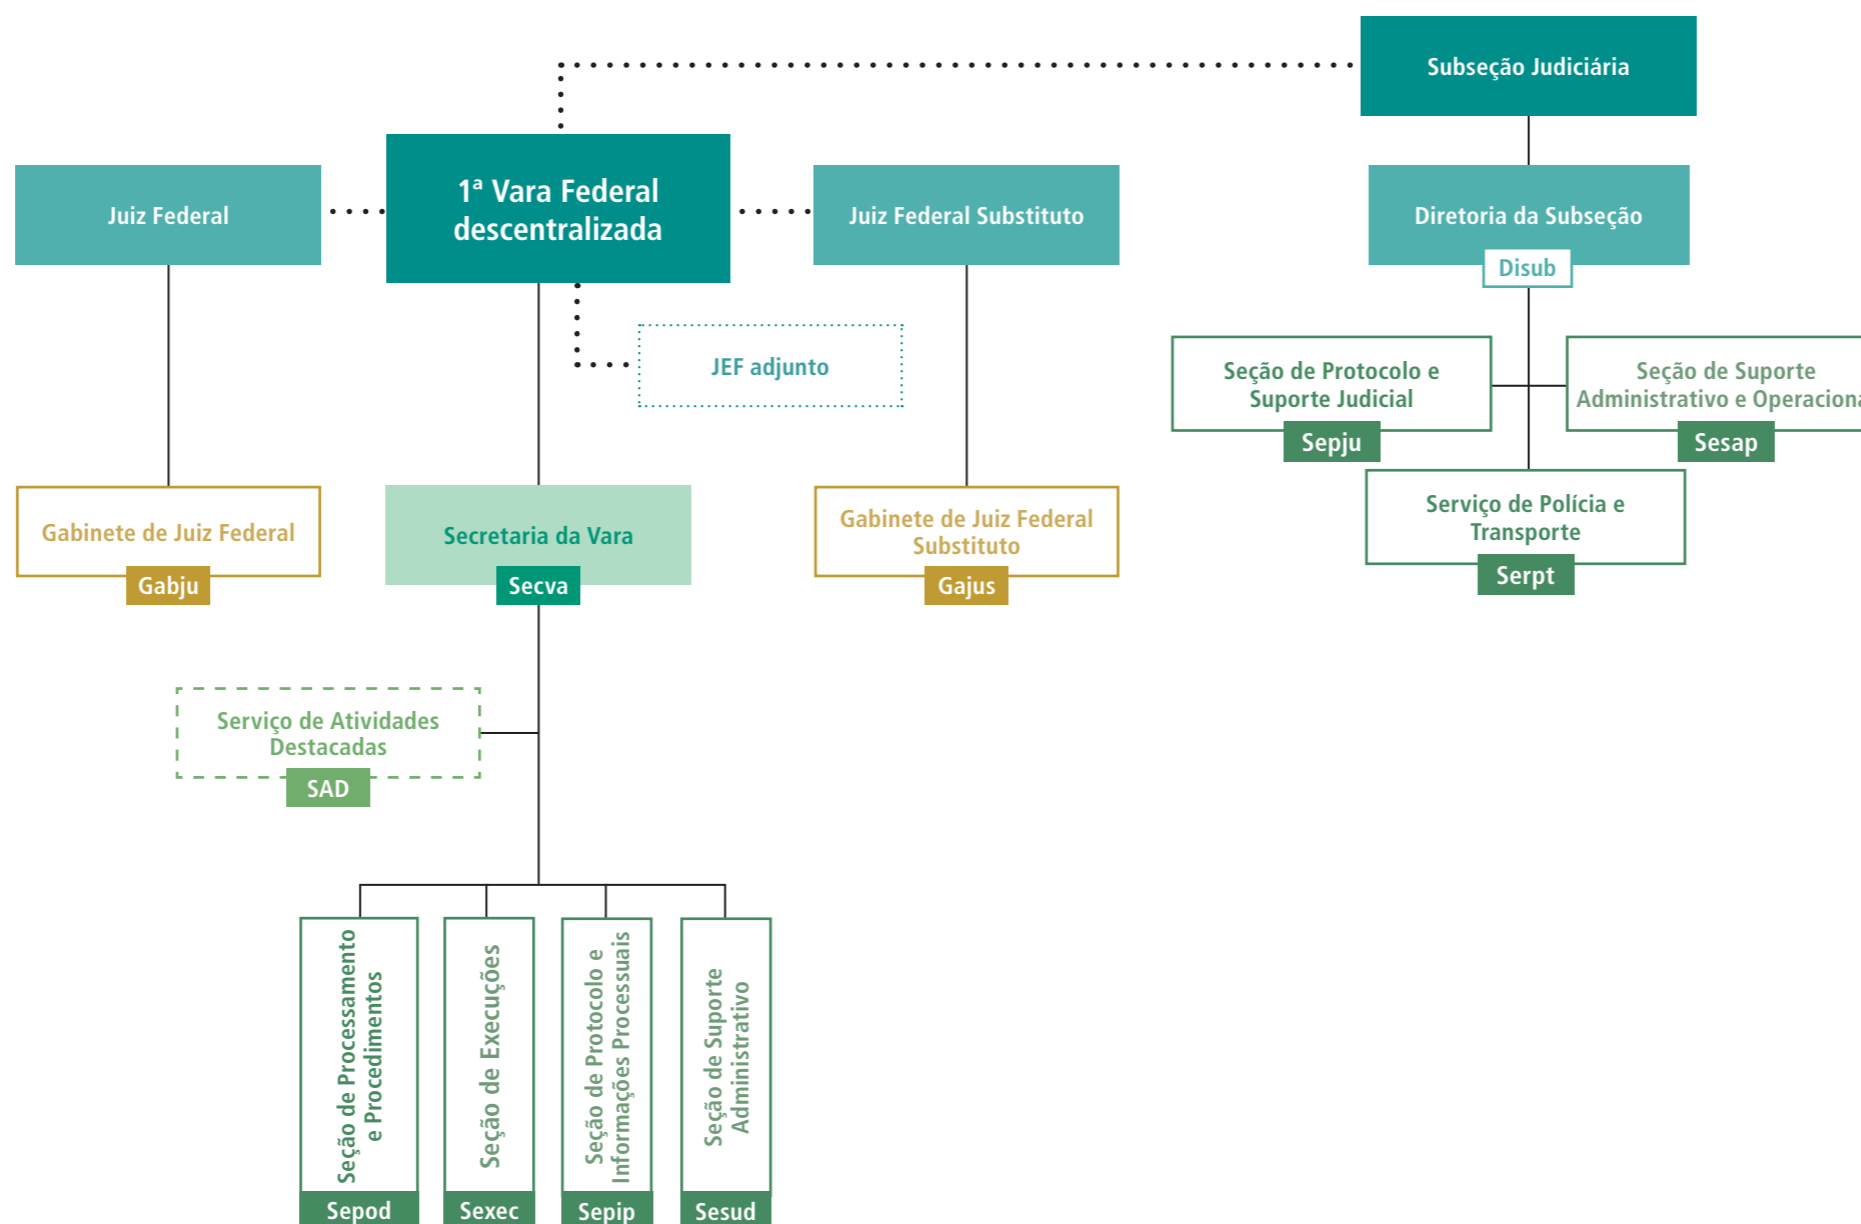 Subseção Judiciária
1ª Vara Federal
descentralizada
Juiz Federal
Juiz Federal Substituto
Diretoria da Subseção
Disub
JEF adjunto
Seção de Protocolo e
Suporte Judicial
Sepju
Seção de Suporte
Administrativo e Operaciona
Sesap
Serviço de Polícia e
Transporte
Serpt
Gabinete de Juiz Federal
Gabju
Secretaria da Vara
Secva
Gabinete de Juiz Federal
Substituto
Gajus
Serviço de Atividades
Destacadas
SAD
Seção de Processamento
e Procedimentos
Sepod
Seção de Execuções
Sexec
Seção de Protocolo e
Informações Processuais
Sepip
Seção de Suporte
Administrativo
Sesud